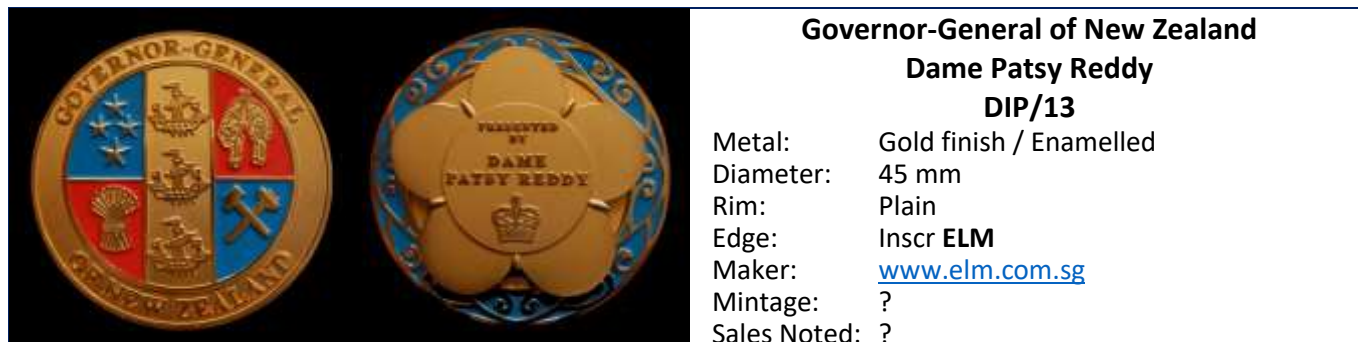 GOVERNOR-GENERAL
OF NEW ZEALAND
PRESENTED
BY
DAME
PATSY REDDY
Governor-General of New Zealand
Dame Patsy Reddy
DIP/13
Metal: Gold finish / Enamelled
Diameter: 45 mm
Rim: Plain
Edge: Inscr ELM
Maker: www.elm.com.sg
Mintage: ?
Sales Noted: ?